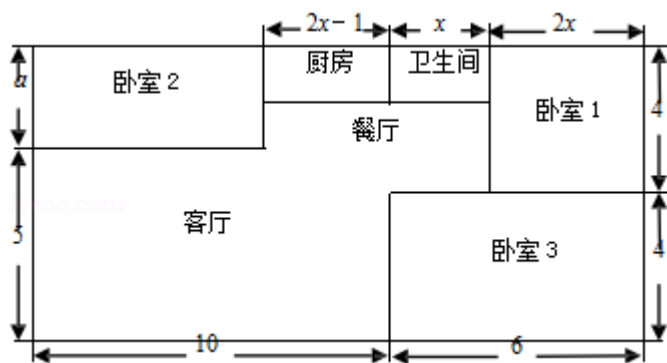 2x-1 x 2x
厨房 卫生间
a 卧室 2 卧室 1 4
餐厅
5 客厅 卧室 3 4
10 6